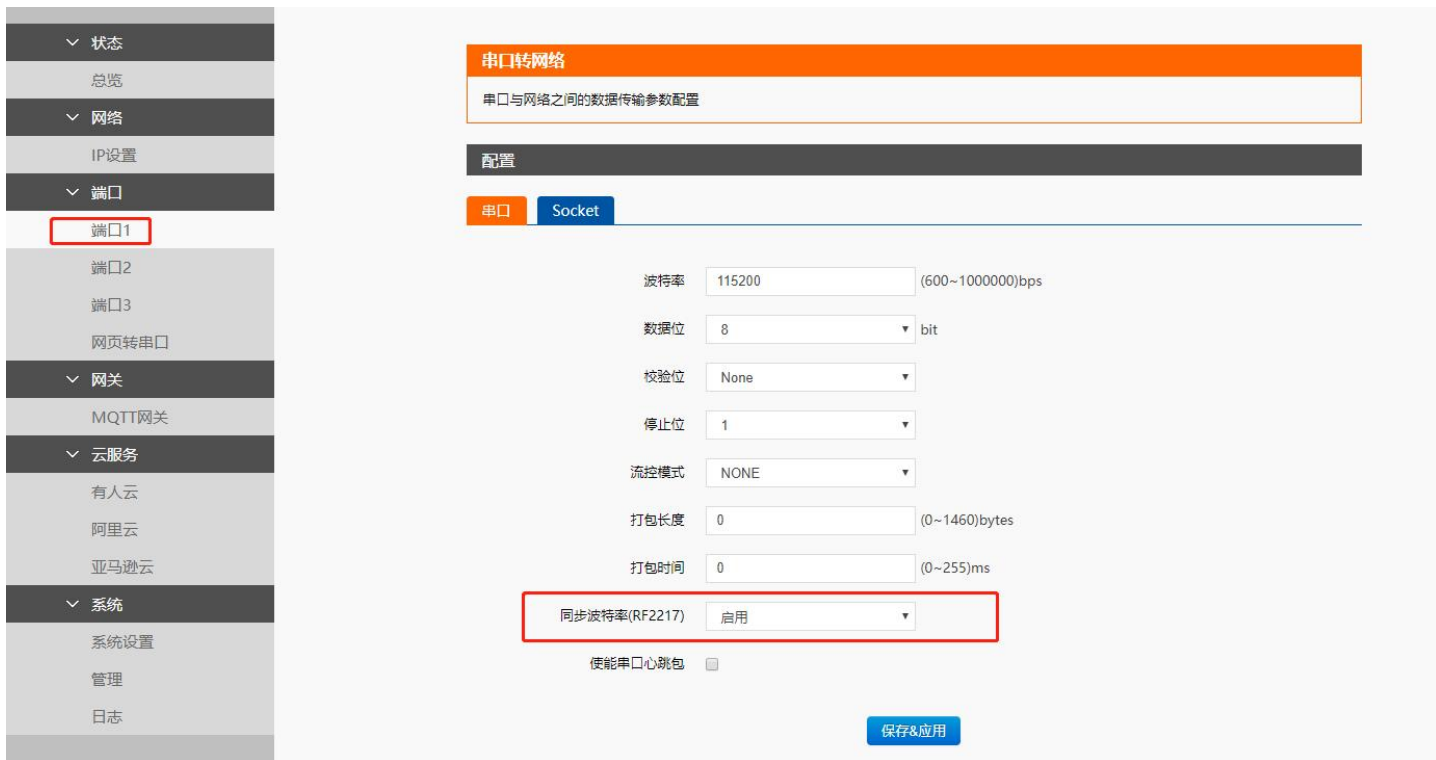 状态
总览
网络
IP设置
端口
端口1
端口2
端口3
网页转串口
网关
MQTT网关
云服务
有人云
阿里云
亚马逊云
系统
系统设置
管理
日志
串口转网络
串口与网络之间的数据传输参数配置
配置
串口 Socket
波特率 115200 (600~1000000)bps
数据位 8 bit
校验位 None
停止位 1
流控模式 NONE
打包长度 0 (0~1460)bytes
打包时间 0 (0~255)ms
同步波特率(RF2217) 启用
使能串口心跳包
保存&应用